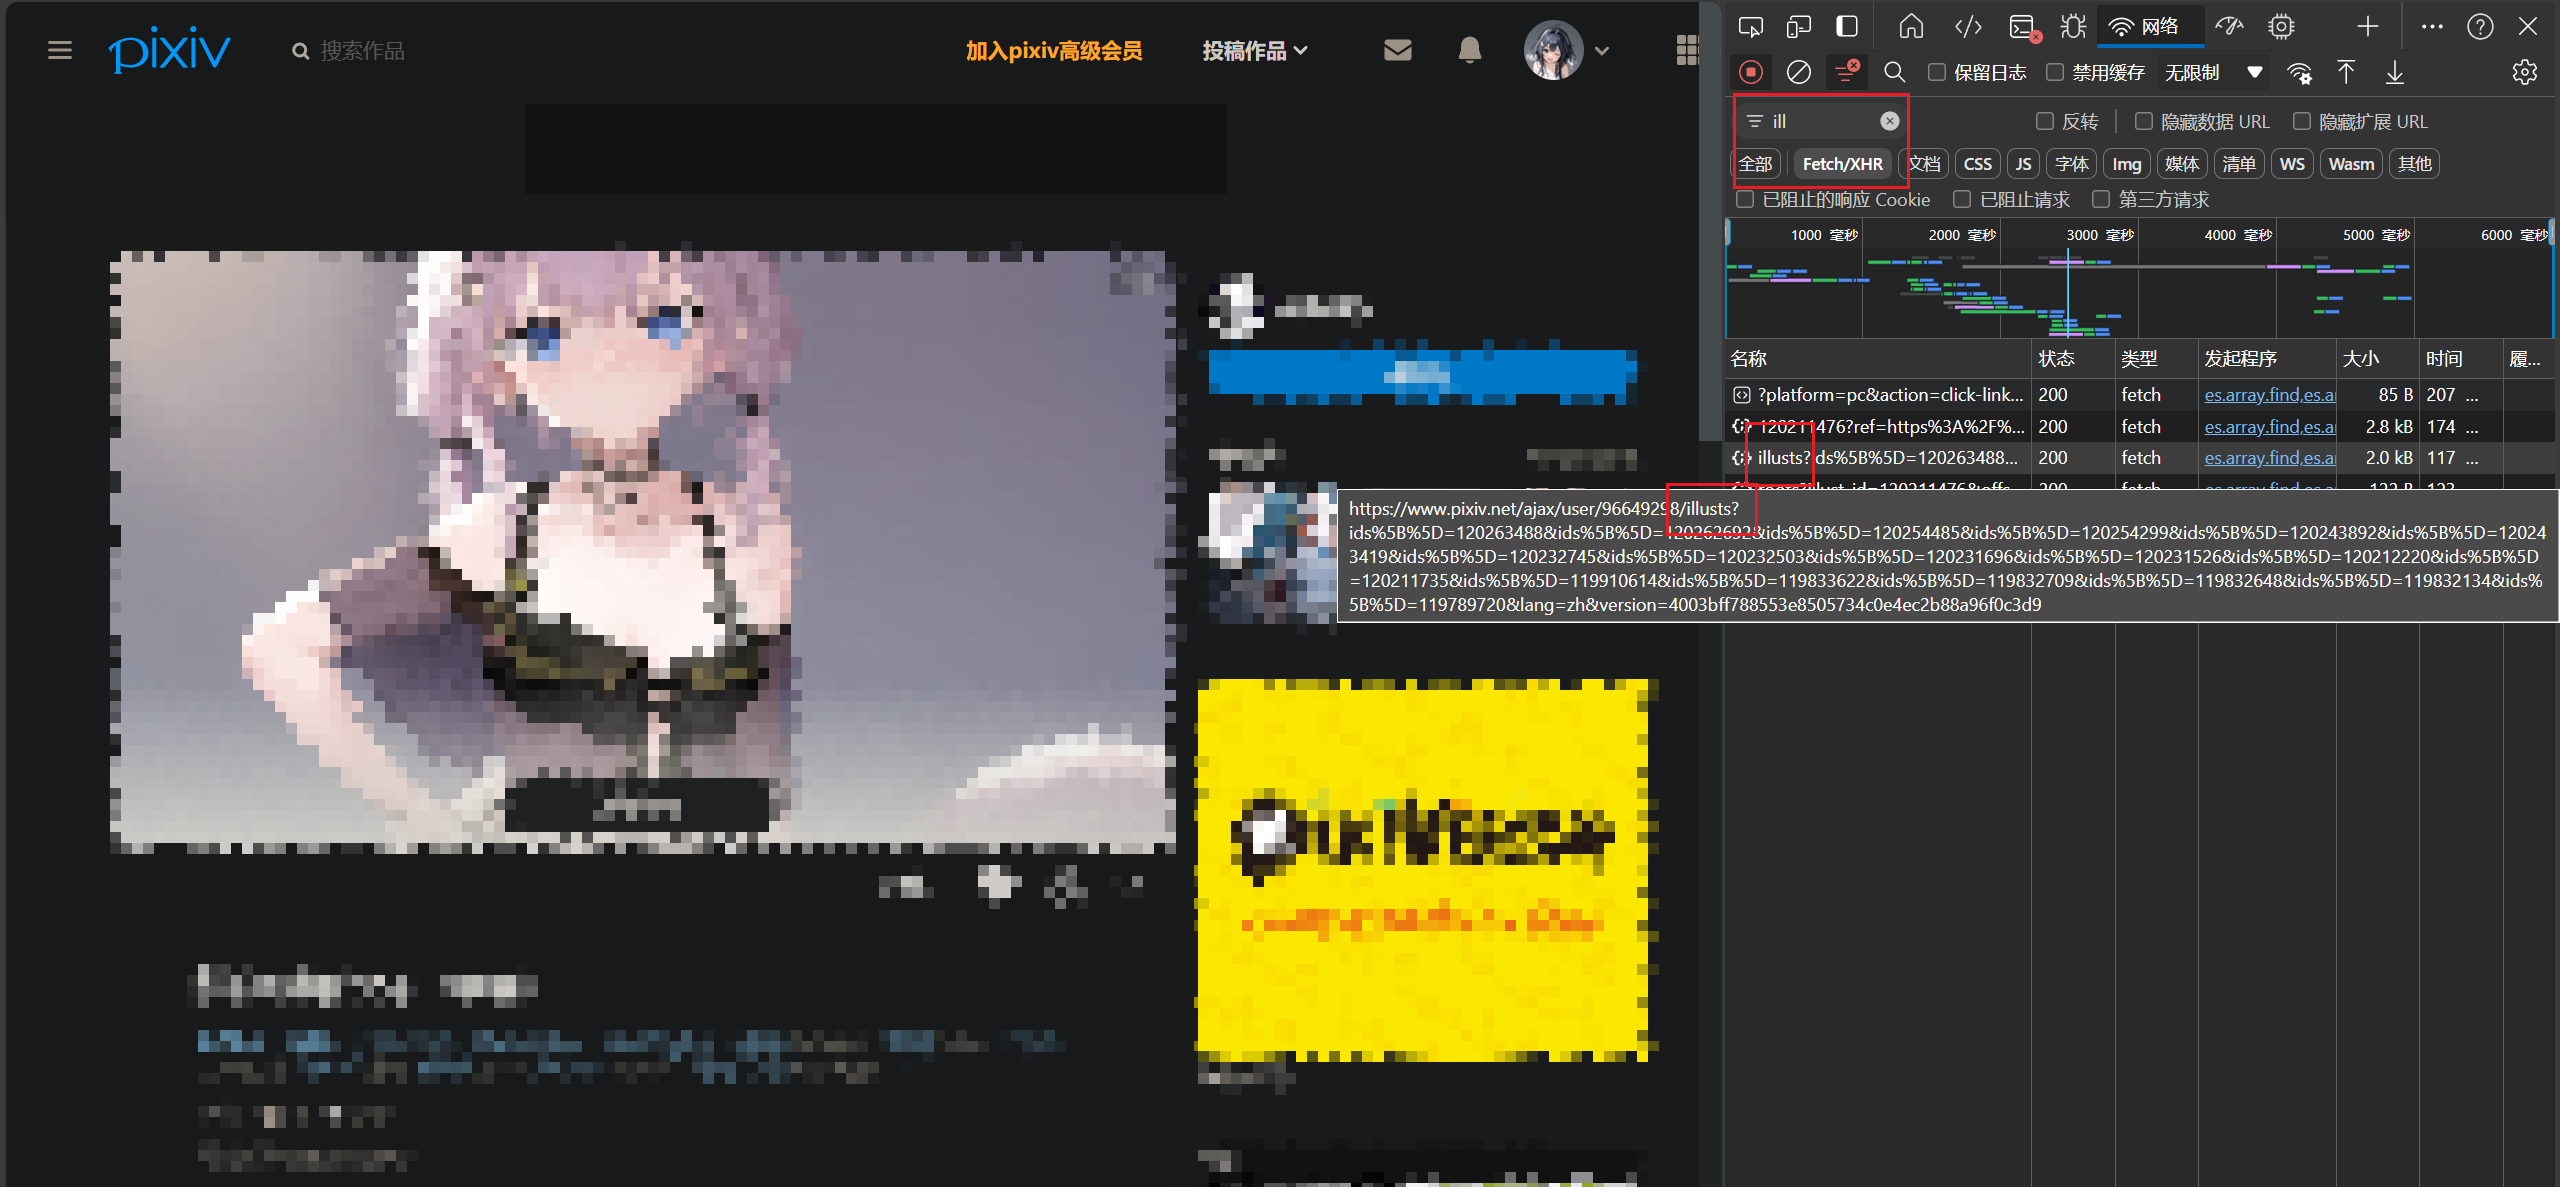 pixiv
搜索作品
加入pixiv高级会员
投稿作品
网络
保留日志
禁用缓存
无限制
ill
反转
隐藏数据 URL
隐藏扩展 URL
全部
Fetch/XHR
文档
CSS
JS
字体
Img
媒体
清单
WS
Wasm
其他
已阻止的响应 Cookie
已阻止请求
第三方请求
1000 毫秒
2000 毫秒
3000 毫秒
4000 毫秒
5000 毫秒
6000 毫秒
名称 状态 类型 发起程序 大小 时间 履...
?platform=pc&action=click-link... 200 fetch es.array.find,es.ar 85 B 207 ...
120211476?ref=https%3A%2F%... 200 fetch es.array.find,es.ar 2.8 kB 174 ...
illusts?ids%5B%5D=120263488... 200 fetch es.array.find,es.ar 2.0 kB 117 ...
https://www.pixiv.net/ajax/user/96649298/illusts?
ids%5B%5D=120263488&ids%5B%5D=120262692&ids%5B%5D=120254485&ids%5B%5D=120254299&ids%5B%5D=120243892&ids%5B%5D=12024
3419&ids%5B%5D=120232745&ids%5B%5D=120232503&ids%5B%5D=120231696&ids%5B%5D=120231526&ids%5B%5D=120212220&ids%5B%5D
=120211735&ids%5B%5D=119910614&ids%5B%5D=119833622&ids%5B%5D=119832709&ids%5B%5D=119832648&ids%5B%5D=119832134&ids%
5B%5D=119789720&lang=zh&version=4003bff788553e8505734c0e4ec2b88a96f0c3d9